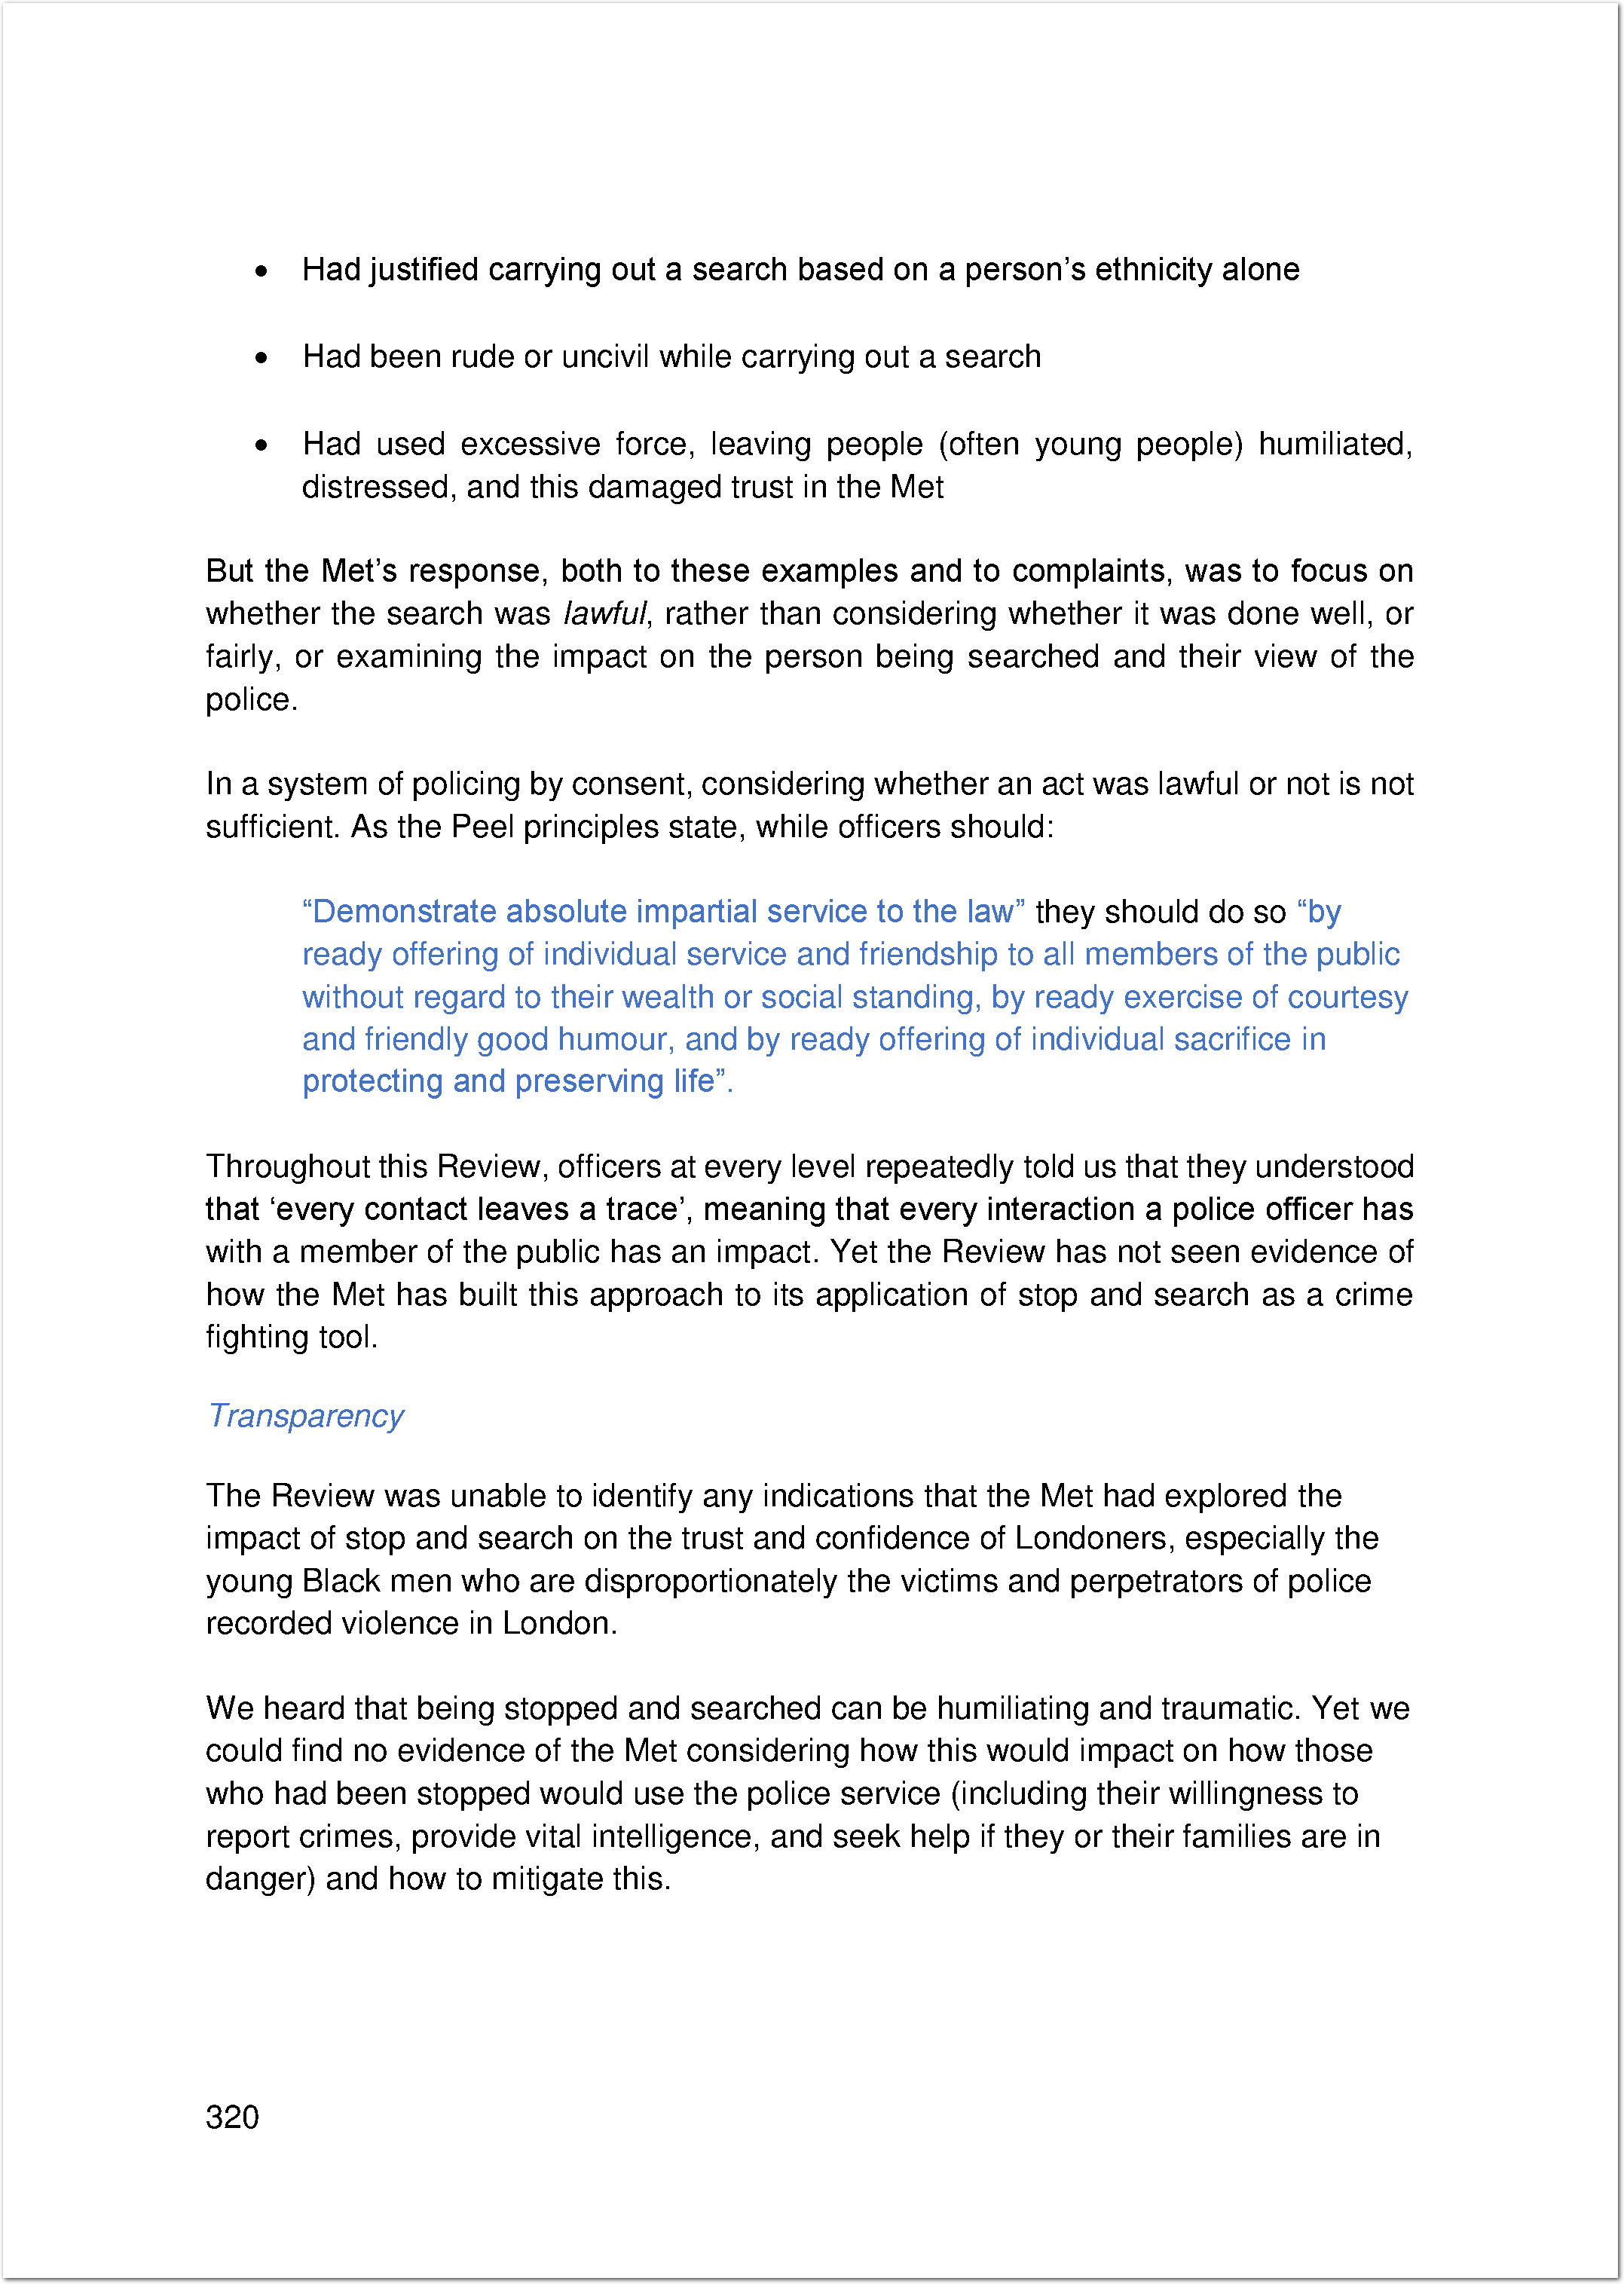 • Had justified carrying out a search based on a person’s ethnicity alone
• Had been rude or uncivil while carrying out a search
• Had used excessive force, leaving people (often young people) humiliated,
distressed, and this damaged trust in the Met
But the Met’s response, both to these examples and to complaints, was to focus on
whether the search was lawful, rather than considering whether it was done well, or
fairly, or examining the impact on the person being searched and their view of the
police.
In a system of policing by consent, considering whether an act was lawful or not is not
sufficient. As the Peel principles state, while officers should:
“Demonstrate absolute impartial service to the law” they should do so “by
ready offering of individual service and friendship to all members of the public
without regard to their wealth or social standing, by ready exercise of courtesy
and friendly good humour, and by ready offering of individual sacrifice in
protecting and preserving life”.
Throughout this Review, officers at every level repeatedly told us that they understood
that ‘every contact leaves a trace’, meaning that every interaction a police officer has
with a member of the public has an impact. Yet the Review has not seen evidence of
how the Met has built this approach to its application of stop and search as a crime
fighting tool.
Transparency
The Review was unable to identify any indications that the Met had explored the
impact of stop and search on the trust and confidence of Londoners, especially the
young Black men who are disproportionately the victims and perpetrators of police
recorded violence in London.
We heard that being stopped and searched can be humiliating and traumatic. Yet we
could find no evidence of the Met considering how this would impact on how those
who had been stopped would use the police service (including their willingness to
report crimes, provide vital intelligence, and seek help if they or their families are in
danger) and how to mitigate this.
320